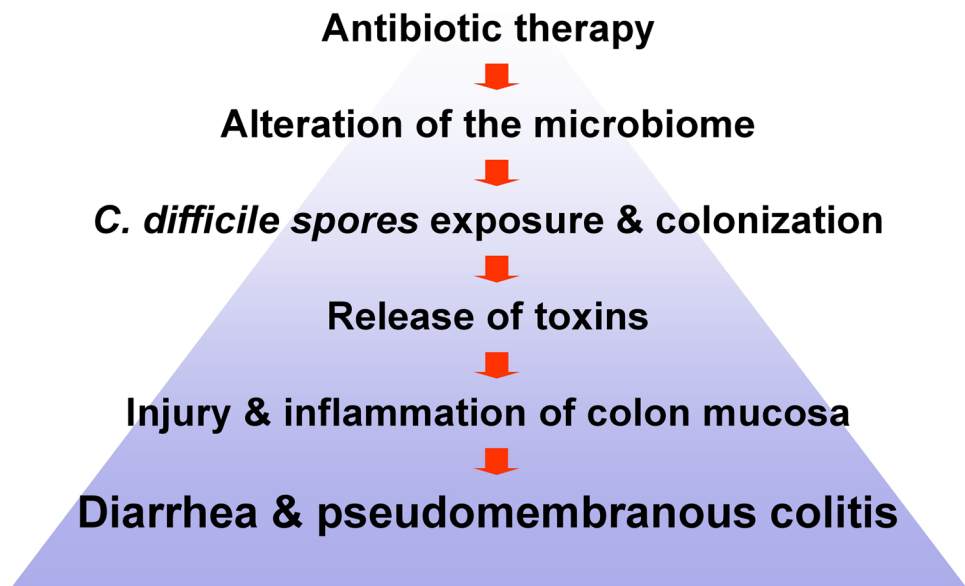 Antibiotic therapy
Alteration of the microbiome
C. difficile spores exposure & colonization
Release of toxins
Injury & inflammation of colon mucosa
Diarrhea & pseudomembranous colitis